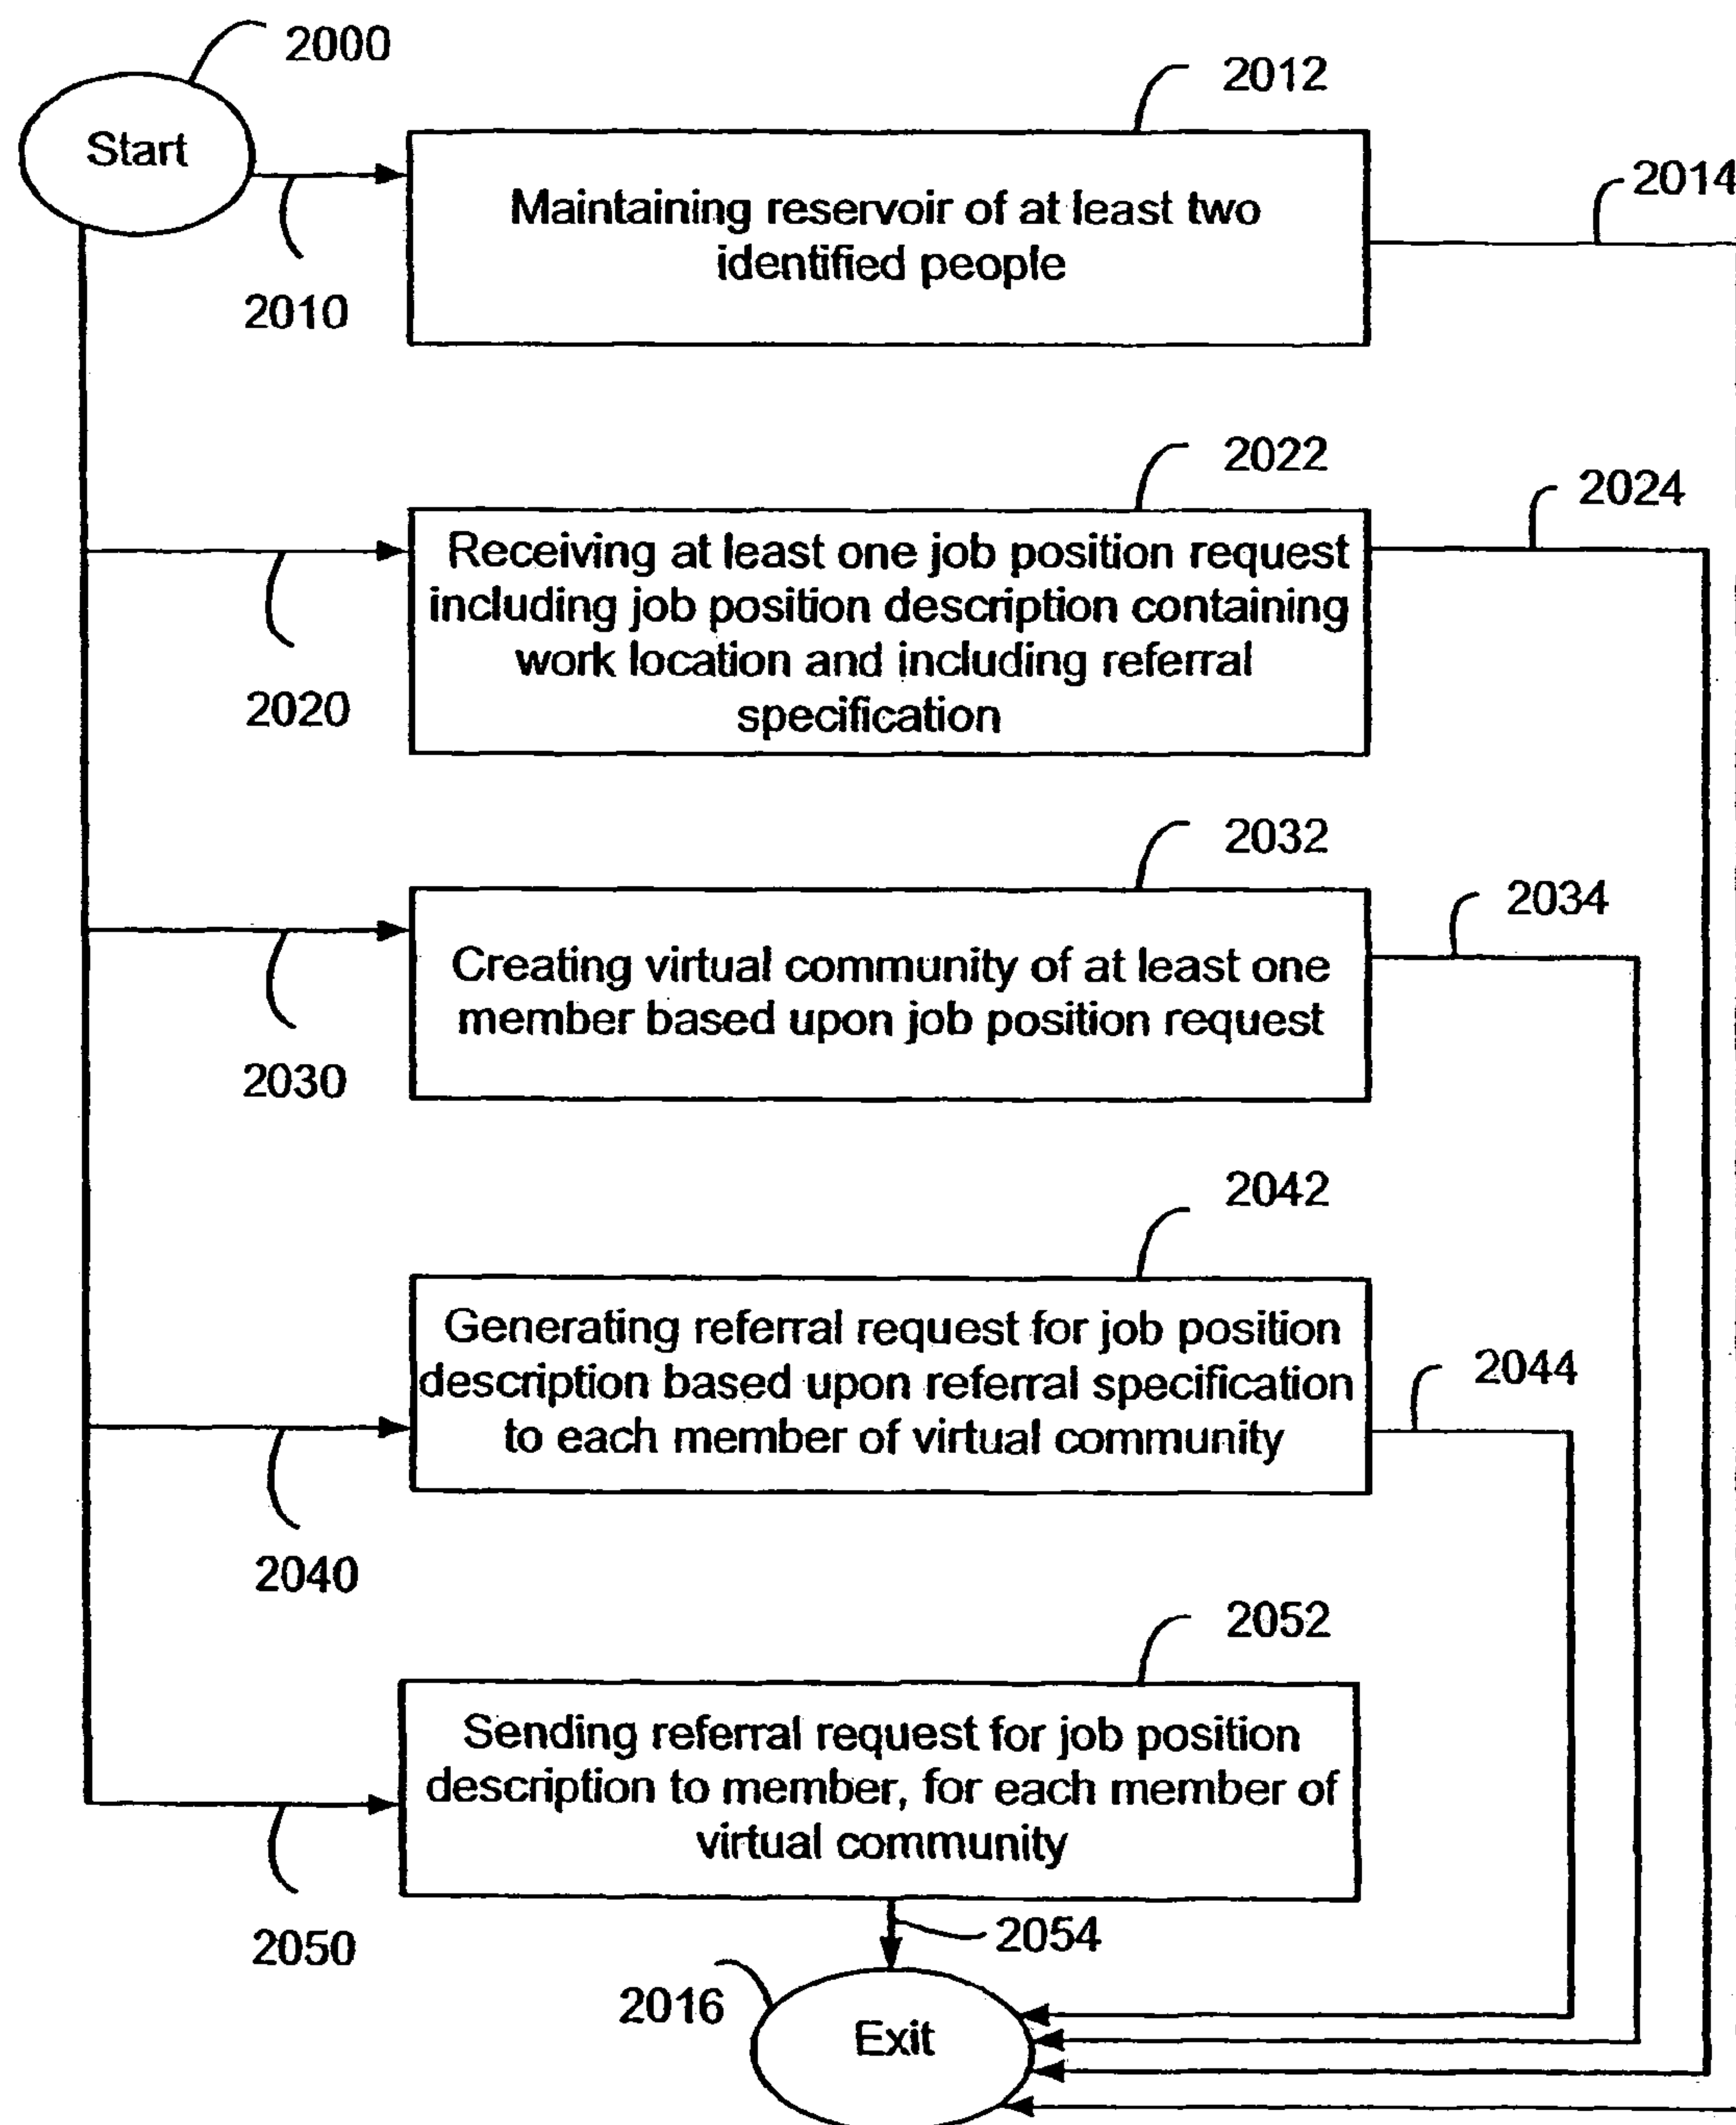 2000
Start
2012
2014
Maintaining reservoir of at least two
identified people
2010
2022
2024
Receiving at least one job position request
including job position description containing
work location and including referral
specification
2020
2032
2034
Creating virtual community of at least one
member based upon job position request
2030
2042
2044
Generating referral request for job position
description based upon referral specification
to each member of virtual community
2040
2052
Sending referral request for job position
description to member, for each member of
virtual community
2050
2054
2016
Exit